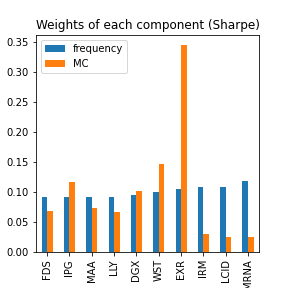 Weights of each component (Sharpe)
frequency
MC
0.35
0.30
0.25
0.20
0.15
0.10
0.05
0.00
FDS
IPG
MAA
LLY
DGX
WST
EXR
IRM
LCID
MRNA